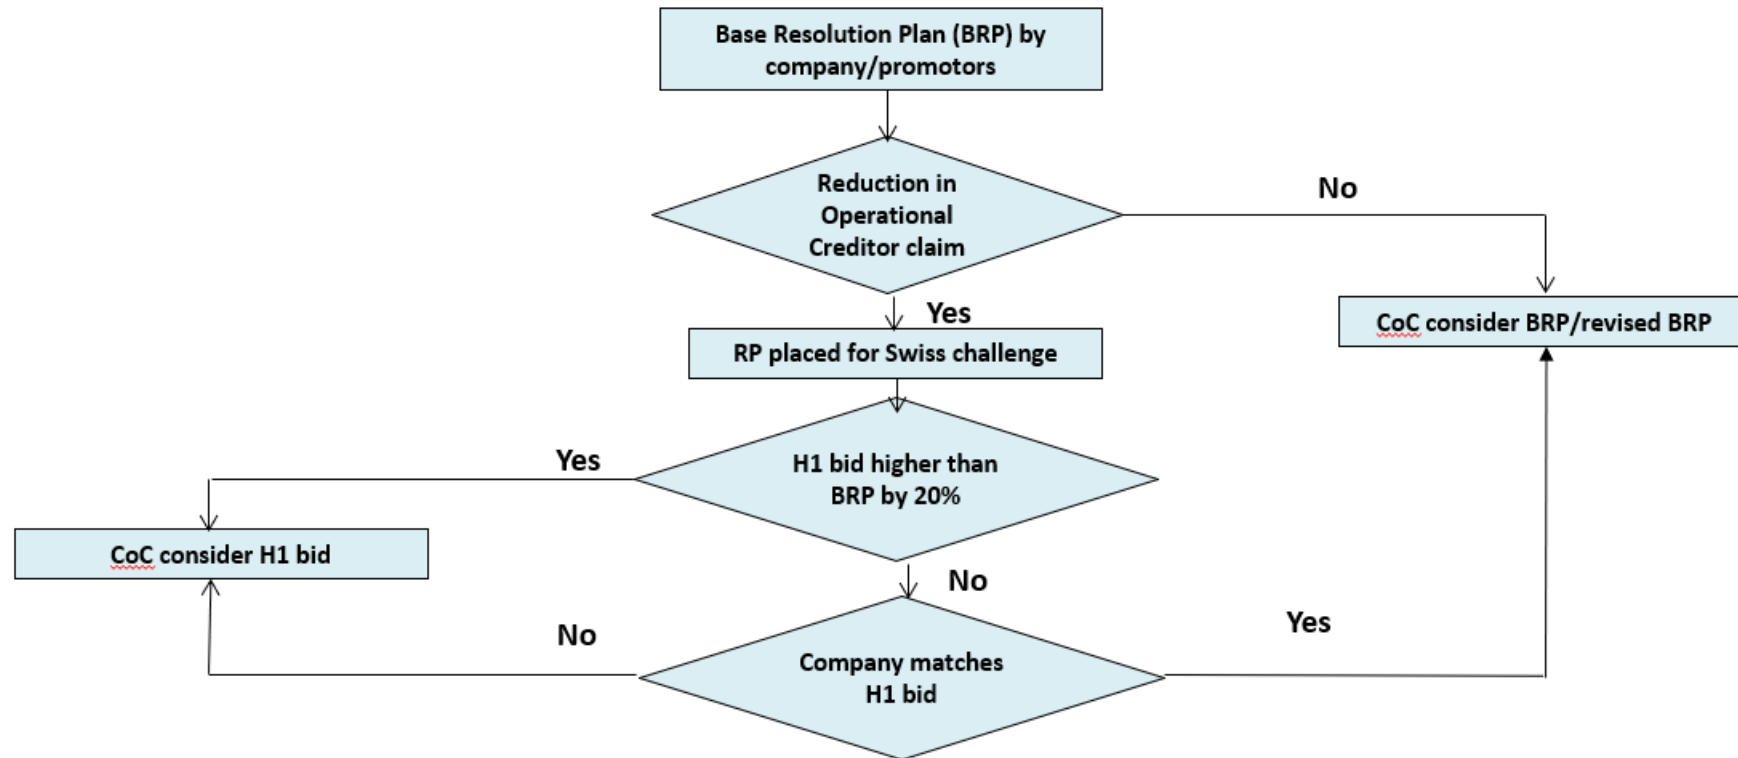 Base Resolution Plan (BRP) by
company/promotors
Reduction in
Operational
Creditor claim
No
Yes
CoC consider BRP/revised BRP
RP placed for Swiss challenge
H1 bid higher than
BRP by 20%
Yes
CoC consider H1 bid
No
No
Yes
Company matches
H1 bid